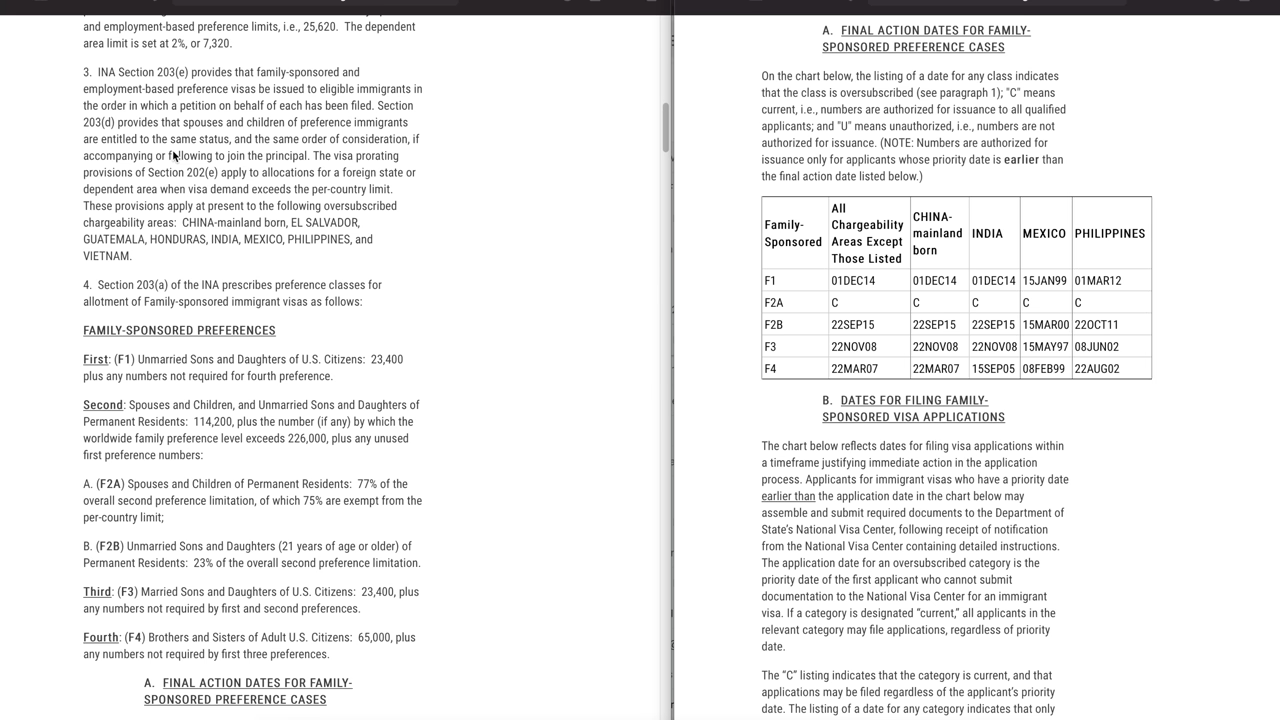 and employment-based preference limits, i.e., 25,620.  The dependent
area limit is set at 2%, or 7,320.
3.  INA Section 203(e) provides that family-sponsored and
employment-based preference visas be issued to eligible immigrants in
the order in which a petition on behalf of each has been filed. Section
203(d) provides that spouses and children of preference immigrants
are entitled to the same status, and the same order of consideration, if
accompanying or following to join the principal. The visa prorating
provisions of Section 202(e) apply to allocations for a foreign state or
dependent area when visa demand exceeds the per-country limit.
These provisions apply at present to the following oversubscribed
chargeability areas:  CHINA-mainland born, EL SALVADOR,
GUATEMALA, HONDURAS, INDIA, MEXICO, PHILIPPINES, and
VIETNAM.
4.  Section 203(a) of the INA prescribes preference classes for
allotment of Family-sponsored immigrant visas as follows:
FAMILY-SPONSORED PREFERENCES
First: (F1) Unmarried Sons and Daughters of U.S. Citizens:  23,400
plus any numbers not required for fourth preference.
Second: Spouses and Children, and Unmarried Sons and Daughters of
Permanent Residents:  114,200, plus the number (if any) by which the
worldwide family preference level exceeds 226,000, plus any unused
first preference numbers:
A. (F2A) Spouses and Children of Permanent Residents:  77% of the
overall second preference limitation, of which 75% are exempt from the
per-country limit;
B. (F2B) Unmarried Sons and Daughters (21 years of age or older) of
Permanent Residents:  23% of the overall second preference limitation.
Third: (F3) Married Sons and Daughters of U.S. Citizens:  23,400, plus
any numbers not required by first and second preferences.
Fourth: (F4) Brothers and Sisters of Adult U.S. Citizens:  65,000, plus
any numbers not required by first three preferences.
A.  FINAL ACTION DATES FOR FAMILY-
SPONSORED PREFERENCE CASES
A.  FINAL ACTION DATES FOR FAMILY-
SPONSORED PREFERENCE CASES
On the chart below, the listing of a date for any class indicates
that the class is oversubscribed (see paragraph 1); "C" means
current, i.e., numbers are authorized for issuance to all qualified
applicants; and "U" means unauthorized, i.e., numbers are not
authorized for issuance. (NOTE: Numbers are authorized for
issuance only for applicants whose priority date is earlier than
the final action date listed below.)
Family-Sponsored All Chargeability Areas Except Those Listed CHINA-mainland born INDIA MEXICO PHILIPPINES
F1 01DEC14 01DEC14 01DEC14 15JAN99 01MAR12
F2A C C C C C
F2B 22SEP15 22SEP15 22SEP15 15MAR00 22OCT11
F3 22NOV08 22NOV08 22NOV08 15MAY97 08JUN02
F4 22MAR07 22MAR07 15SEP05 08FEB99 22AUG02
B.  DATES FOR FILING FAMILY-
SPONSORED VISA APPLICATIONS
The chart below reflects dates for filing visa applications within
a timeframe justifying immediate action in the application
process. Applicants for immigrant visas who have a priority date
earlier than the application date in the chart below may
assemble and submit required documents to the Department of
State's National Visa Center, following receipt of notification
from the National Visa Center containing detailed instructions.
The application date for an oversubscribed category is the
priority date of the first applicant who cannot submit
documentation to the National Visa Center for an immigrant
visa. If a category is designated “current,” all applicants in the
relevant category may file applications, regardless of priority
date.
The “C” listing indicates that the category is current, and that
applications may be filed regardless of the applicant's priority
date. The listing of a date for any category indicates that only